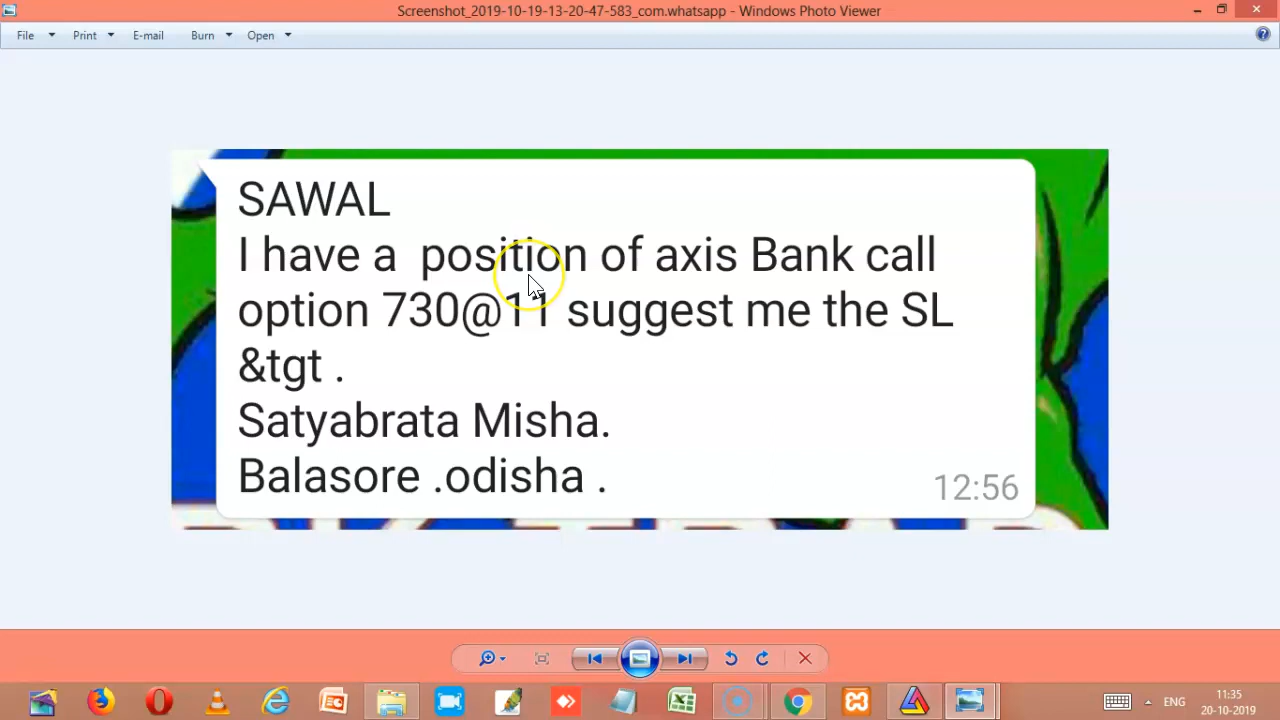 Screenshot_2019-10-19-13-20-47-583_com.whatsapp - Windows Photo Viewer
File Print E-mail Burn Open
SAWAL
I have a position of axis Bank call
option 730@11 suggest me the SL
&tgt .
Satyabrata Misha.
Balasore .odisha .
12:56
ENG
11:35
20-10-2019